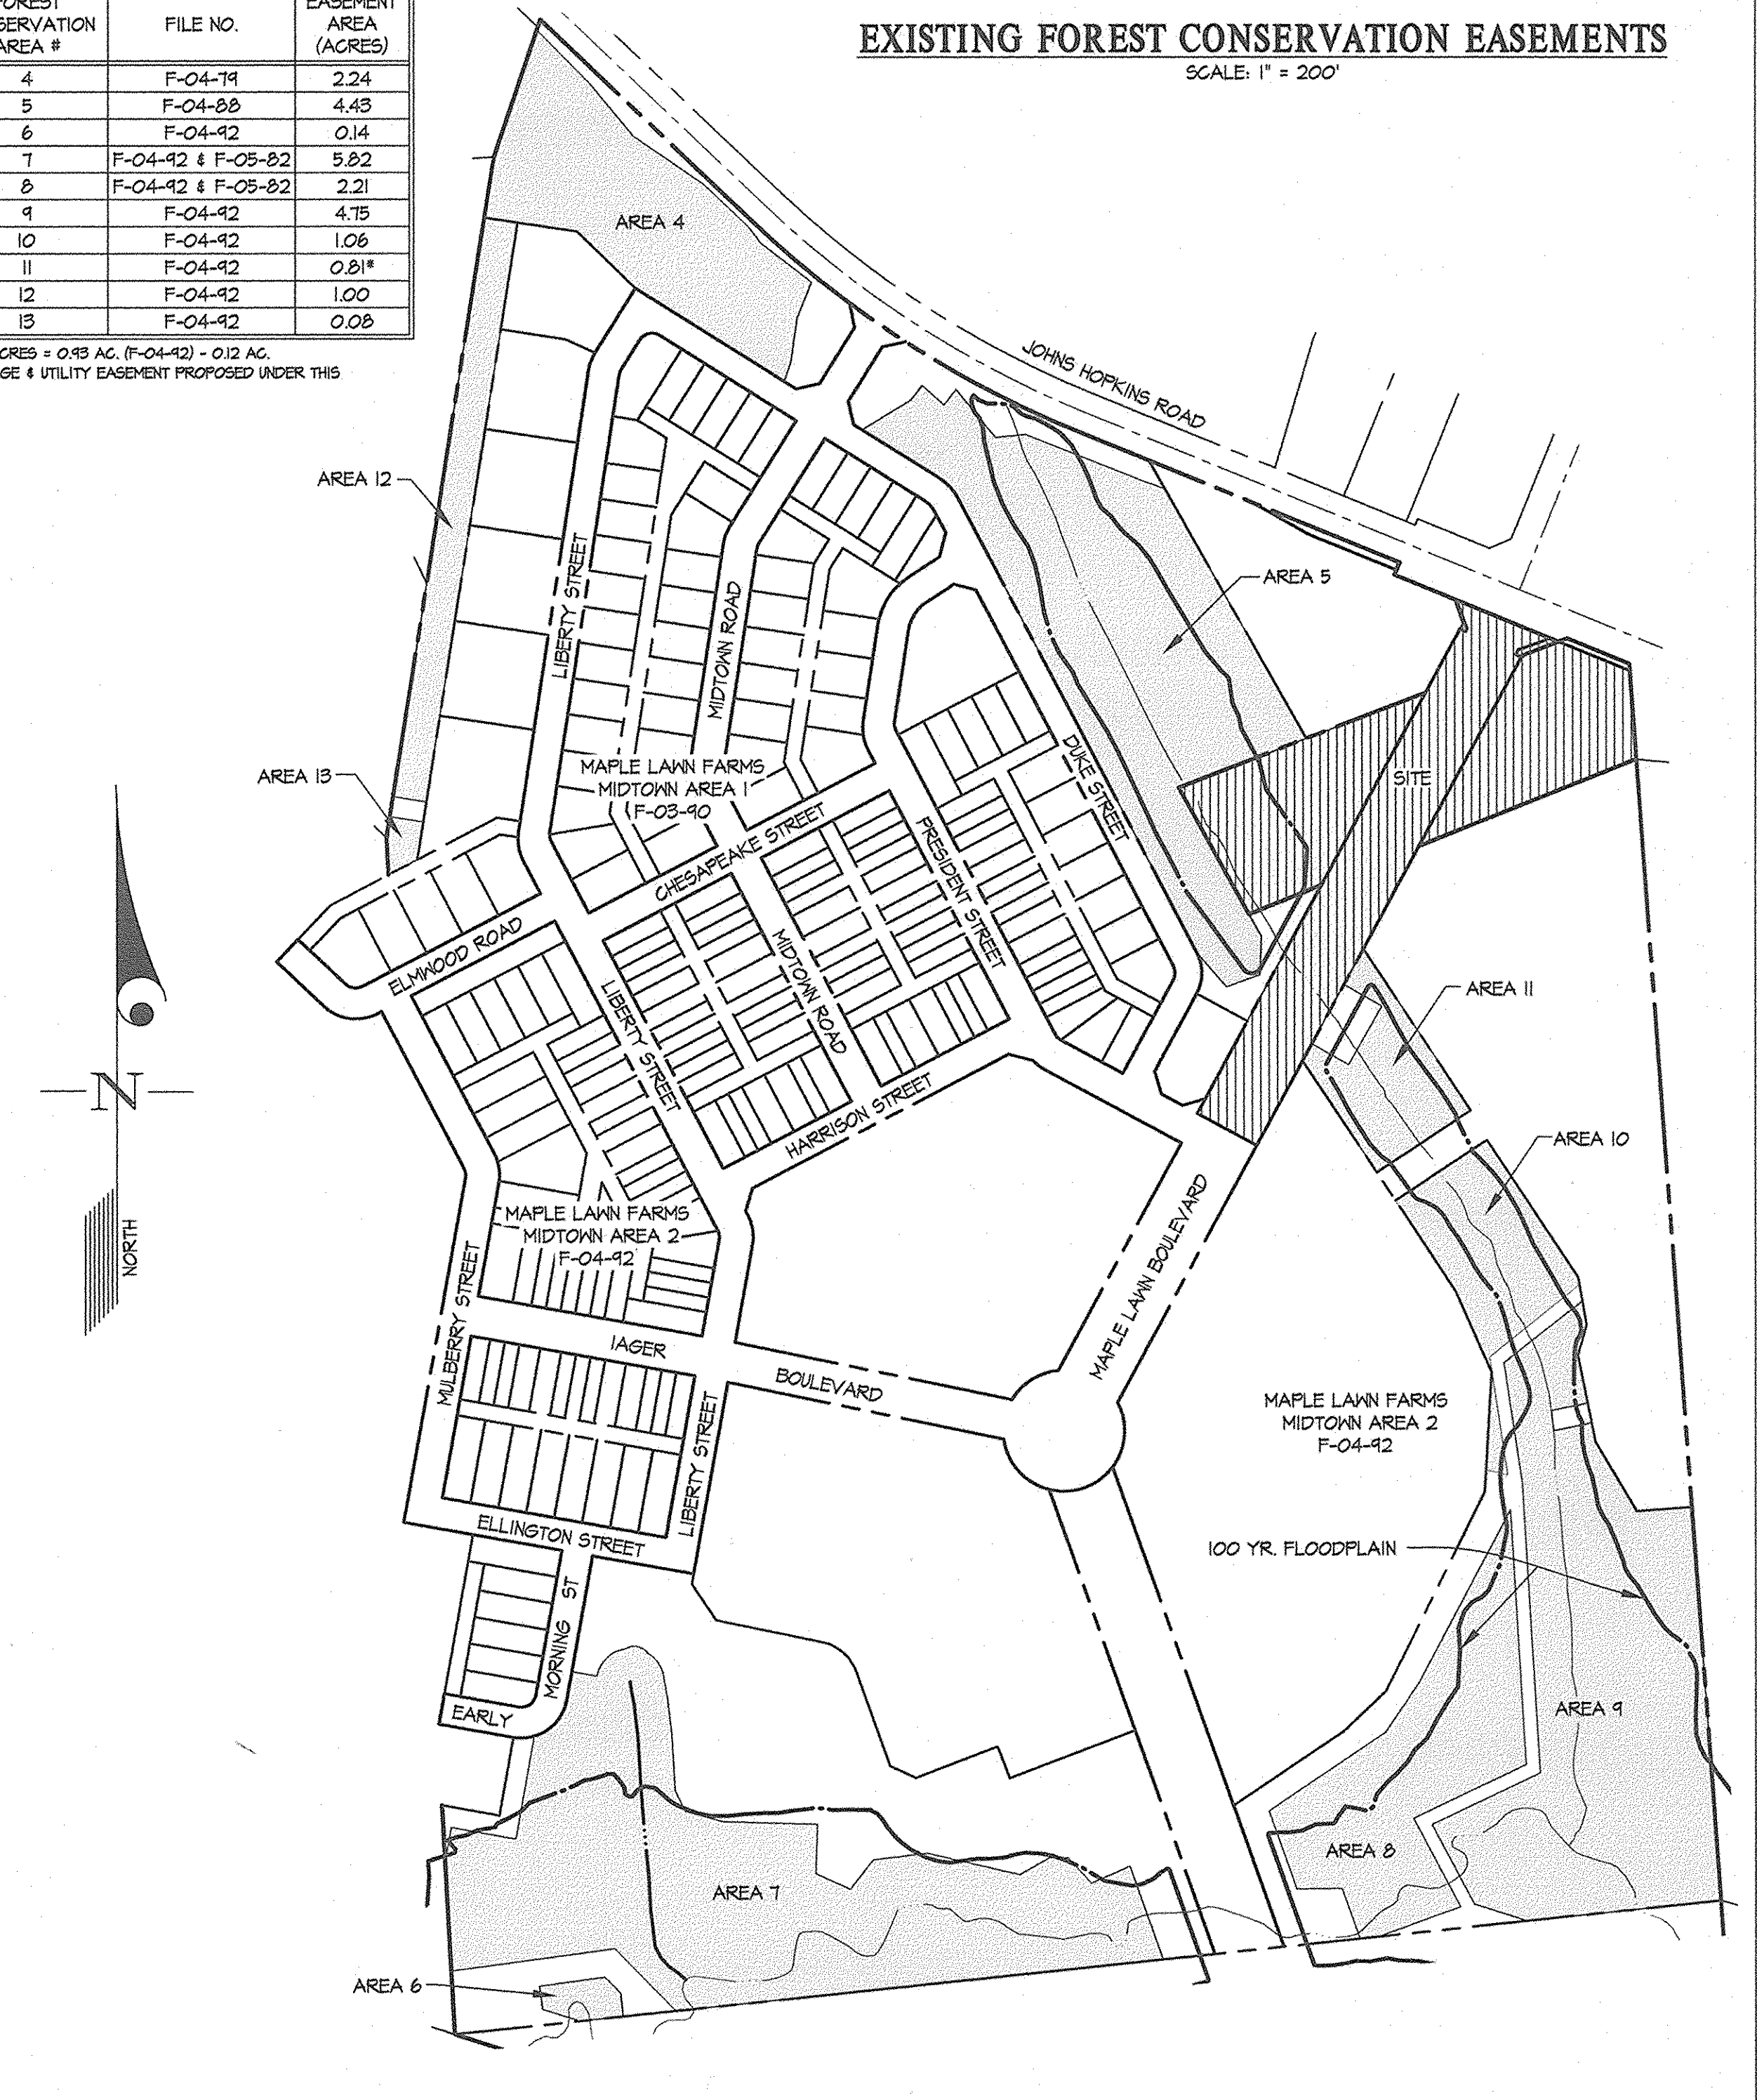 EXISTING FOREST CONSERVATION EASEMENTS
SCALE: 1" = 200'
FILE NO.
EASEMENT
AREA
(ACRES)
AREA #
4 F-04-79 2.24
5 F-04-88 4.43
6 F-04-92 0.14
7 F-04-92 & F-05-82 5.82
8 F-04-92 & F-05-82 2.21
9 F-04-92 4.75
10 F-04-92 1.06
11 F-04-92 0.81*
12 F-04-92 1.00
13 F-04-92 0.08
CRES = 0.93 AC. (F-04-92) - 0.12 AC.
GE & UTILITY EASEMENT PROPOSED UNDER THIS
AREA 4
JOHNS HOPKINS ROAD
AREA 12
AREA 5
LIBERTY STREET
MIDTOWN ROAD
DUKE STREET
SITE
AREA 13
MAPLE LAWN FARMS
MIDTOWN AREA 1
F-03-90
CHESAPEAKE STREET
PRESIDENT STREET
ELMWOOD ROAD
LIBERTY STREET
MIDTOWN ROAD
AREA 11
HARRISON STREET
AREA 10
N
NORTH
MAPLE LAWN FARMS
MIDTOWN AREA 2
F-04-92
MULBERRY STREET
MAPLE LAWN BOULEVARD
IAGER
BOULEVARD
LIBERTY STREET
MAPLE LAWN FARMS
MIDTOWN AREA 2
F-04-92
ELLINGTON STREET
100 YR. FLOODPLAIN
MORNING ST
EARLY
AREA 9
AREA 8
AREA 7
AREA 6